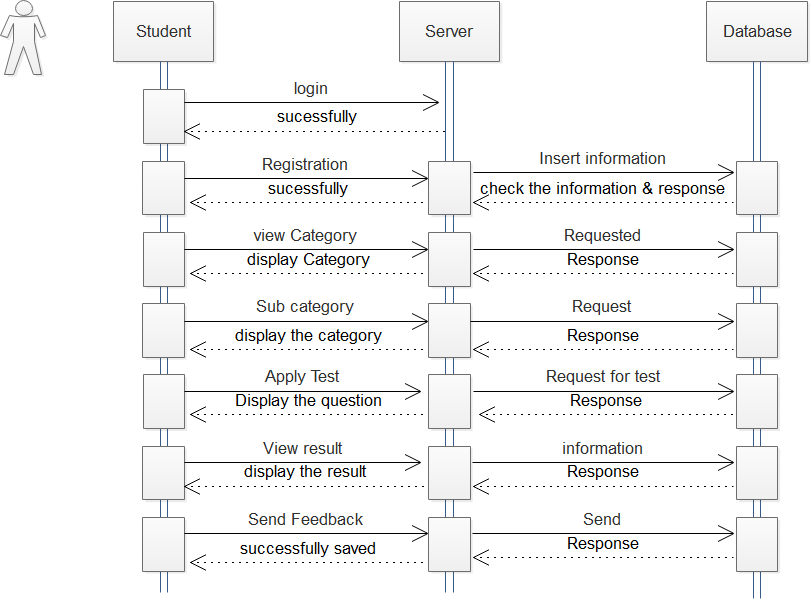 Student
Server
Database
login
sucessfully
Registration
Insert information
sucessfully
check the information & response
view Category
Requested
display Category
Response
Sub category
Request
display the category
Response
Apply Test
Request for test
Display the question
Response
View result
information
display the result
Response
Send Feedback
Send
successfully saved
Response